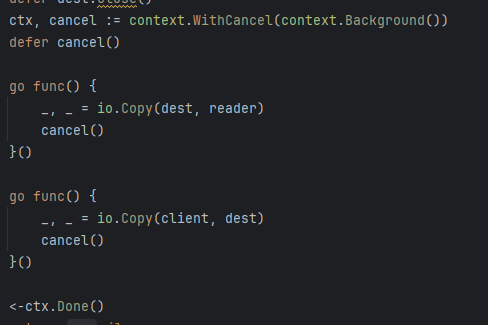 defer dest.Close()
ctx, cancel := context.WithCancel(context.Background())
defer cancel()
go func() {
_, _ = io.Copy(dest, reader)
cancel()
}()
go func() {
_, _ = io.Copy(client, dest)
cancel()
}()
<-ctx.Done()